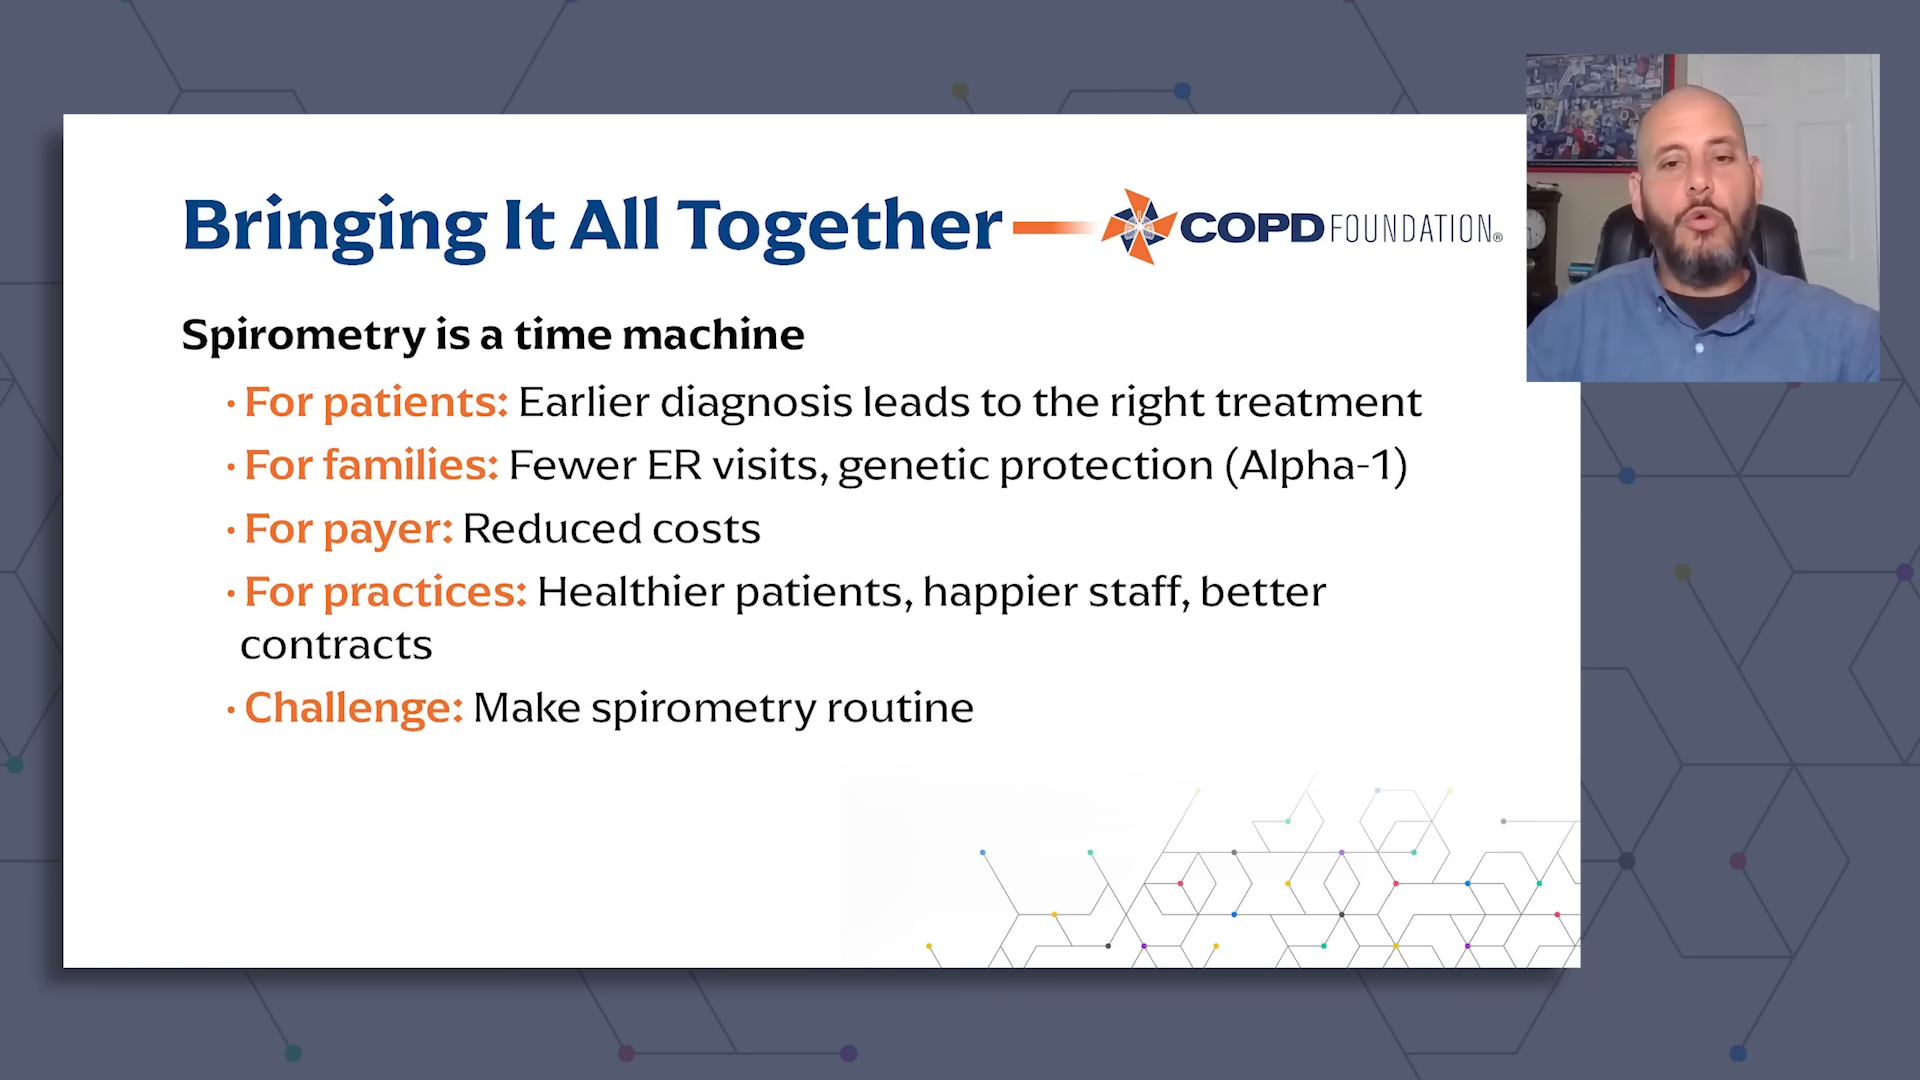 Bringing It All Together
COPD FOUNDATION®
Spirometry is a time machine
• For patients: Earlier diagnosis leads to the right treatment
• For families: Fewer ER visits, genetic protection (Alpha-1)
• For payer: Reduced costs
• For practices: Healthier patients, happier staff, better
contracts
• Challenge: Make spirometry routine